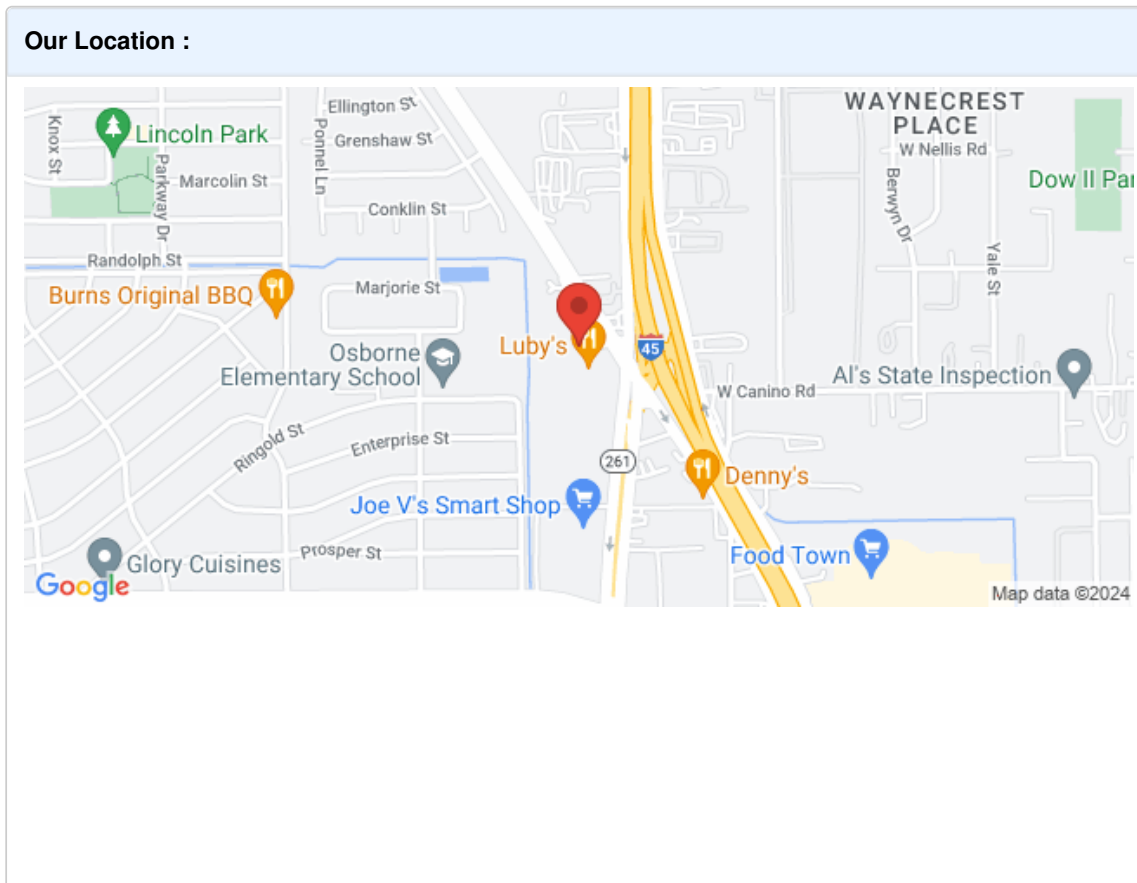 Our Location :
Ellington St
WAYNECREST
PLACE
Knox St
Lincoln Park
Ponnel Ln
Grenshaw St
W Nellis Rd
Parkway Dr
Marcolin St
Berwyn Dr
Dow II Par
Conklin St
Randolph St
Yale St
Burns Original BBQ
Marjorie St
Luby's
45
Osborne
Elementary School
Al's State Inspection
W Canino Rd
Ringold St
Enterprise St
261
Denny's
Joe V's Smart Shop
Prosper St
Food Town
Glory Cuisines
Google
Map data ©2024